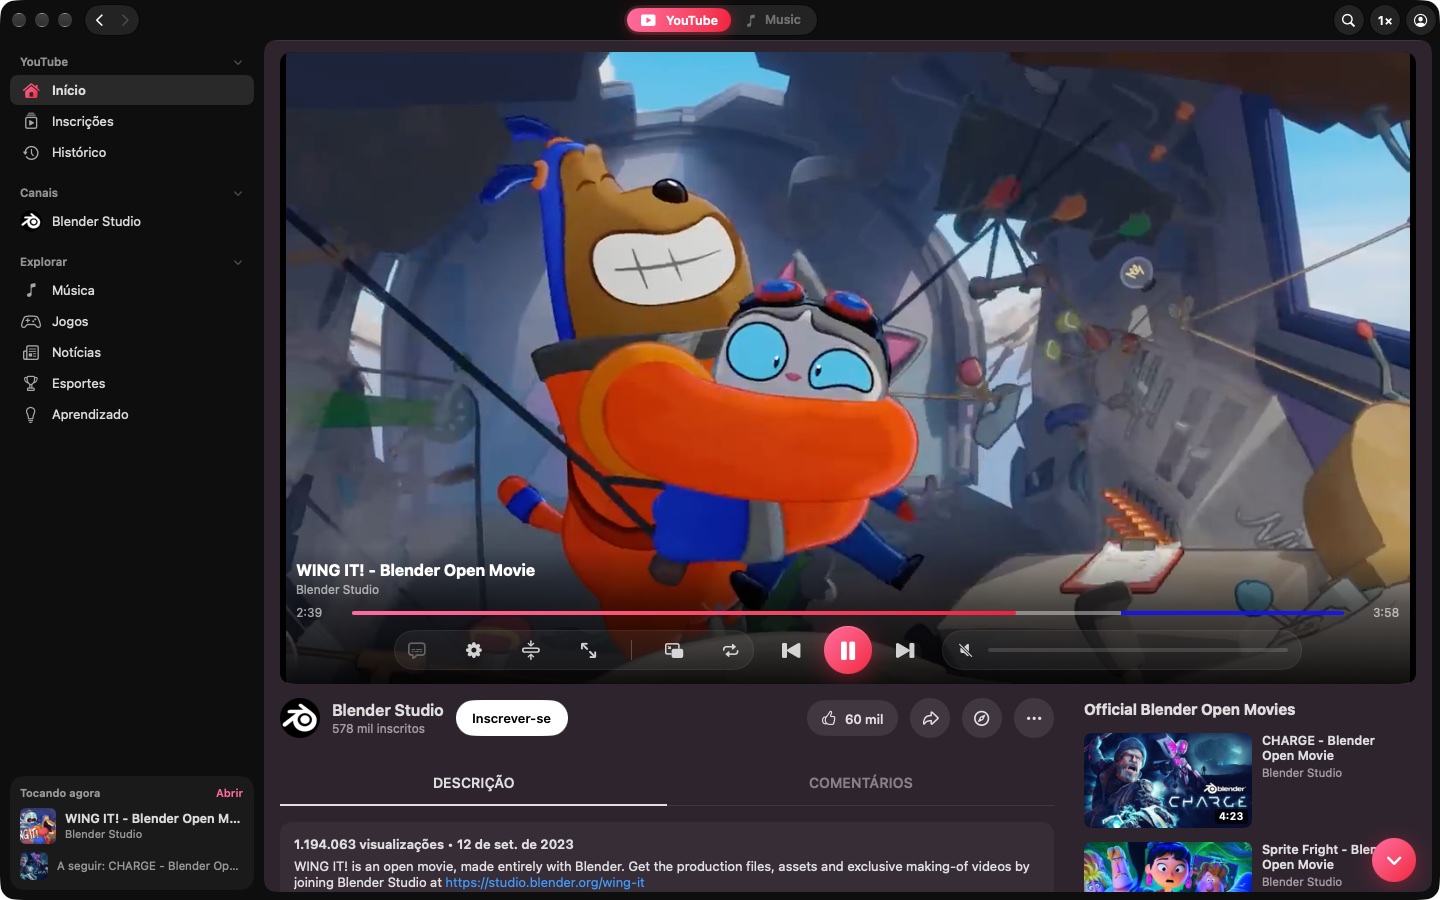 YouTube
Music
1×
YouTube
Início
Inscrições
Histórico
Canais
Blender Studio
Explorar
Música
Jogos
Notícias
Esportes
Aprendizado
WING IT! - Blender Open Movie
Blender Studio
2:39
3:58
Blender Studio
578 mil inscritos
Inscrever-se
60 mil
DESCRIÇÃO
COMENTÁRIOS
1.194.063 visualizações • 12 de set. de 2023
WING IT! is an open movie, made entirely with Blender. Get the production files, assets and exclusive making-of videos by
joining Blender Studio at https://studio.blender.org/wing-it
Official Blender Open Movies
blender
CHARGE
4:23
CHARGE - Blender
Open Movie
Blender Studio
Sprite Fright - Blen
Open Movie
Blender Studio
Tocando agora
Abrir
WING IT! - Blender Open M...
Blender Studio
A seguir: CHARGE - Blender Op...